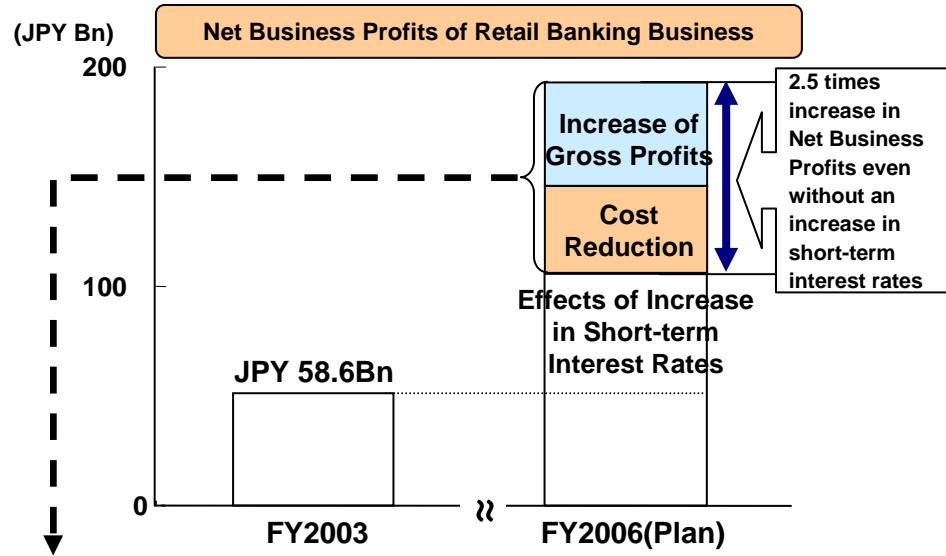 (JPY Bn)
Net Business Profits of Retail Banking Business
200
Increase of
Gross Profits
2.5 times
increase in
Net Business
Profits even
without an
increase in
short-term
interest rates
Cost
Reduction
100
Effects of Increase
in Short-term
Interest Rates
JPY 58.6Bn
0
FY2003
≈
FY2006(Plan)